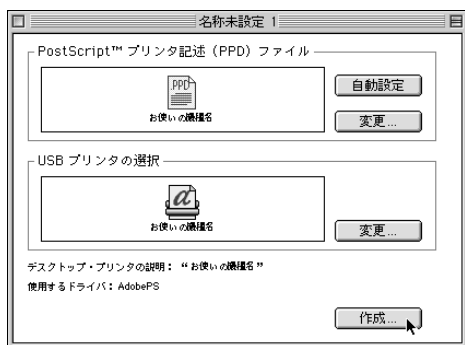 名称未設定 1
PostScript™ プリンタ記述（PPD）ファイル
.PPD
自動設定
お使いの機種名
変更...
USB プリンタの選択
a
お使いの機種名
変更...
デスクトップ・プリンタの説明：“お使いの機種名”
使用するドライバ：AdobePS
作成...